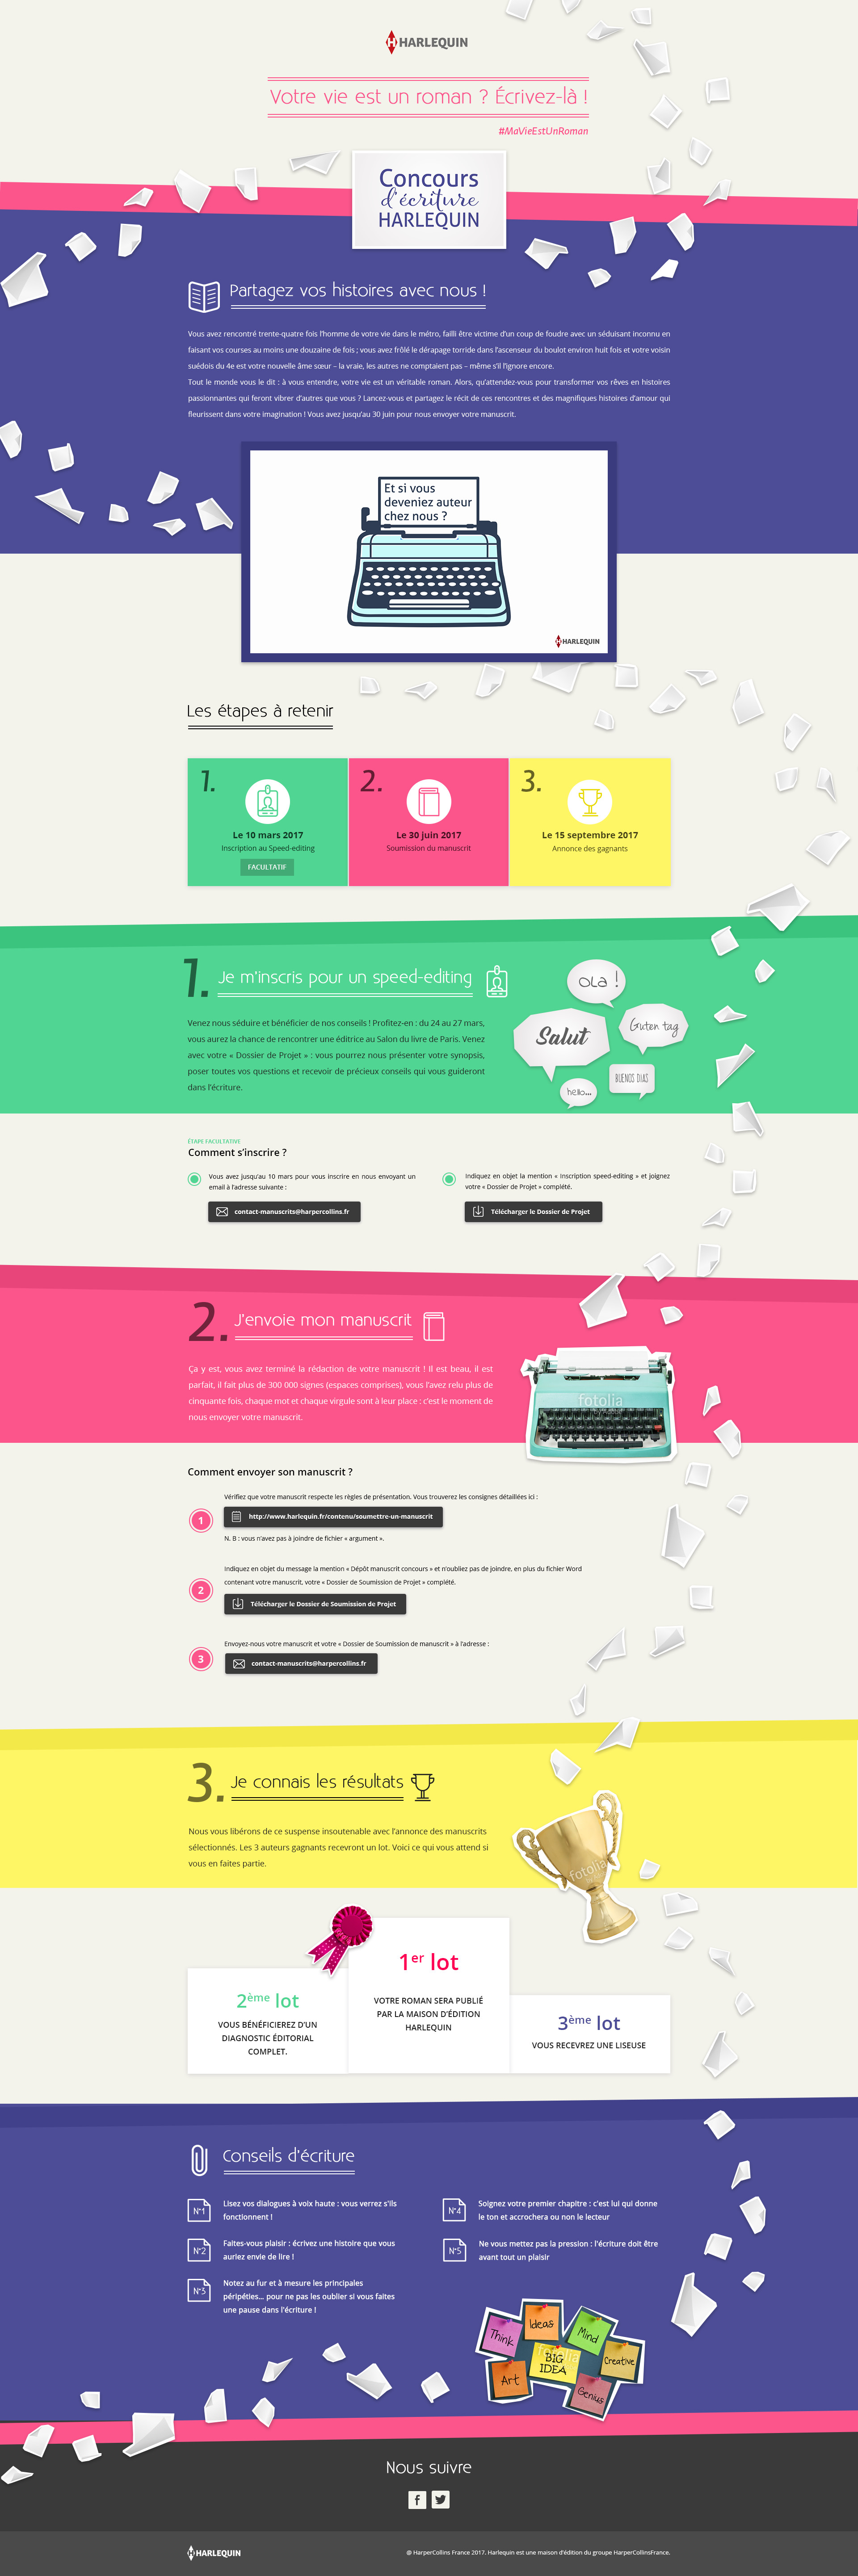 HARLEQUIN
Votre vie est un roman ? Écrivez-là !
#MaVieEstUnRoman
Concours
d'écriture
HARLEQUIN
Partagez vos histoires avec nous !
Vous avez rencontré trente-quatre fois l'homme de votre vie dans le métro, failli être victime d'un coup de foudre avec un séduisant inconnu en
faisant vos courses au moins une douzaine de fois ; vous avez frôlé le dérapage torride dans l'ascenseur du boulot environ huit fois et votre voisin
suédois du 4e est votre nouvelle âme sœur – la vraie, les autres ne comptaient pas – même s'il l'ignore encore.
Tout le monde vous le dit : à vous entendre, votre vie est un véritable roman. Alors, qu'attendez-vous pour transformer vos rêves en histoires
passionnantes qui feront vibrer d'autres que vous ? Lancez-vous et partagez le récit de ces rencontres et des magnifiques histoires d'amour qui
fleurissent dans votre imagination ! Vous avez jusqu'au 30 juin pour nous envoyer votre manuscrit.
Et si vous
deveniez auteur
chez nous ?
HARLEQUIN
Les étapes à retenir
1.
Le 10 mars 2017
Inscription au Speed-editing
FACULTATIF
2.
Le 30 juin 2017
Soumission du manuscrit
3.
Le 15 septembre 2017
Annonce des gagnants
1. Je m'inscris pour un speed-editing
Venez nous séduire et bénéficier de nos conseils ! Profitez-en : du 24 au 27 mars,
vous aurez la chance de rencontrer une éditrice au Salon du livre de Paris. Venez
avec votre « Dossier de Projet » : vous pourrez nous présenter votre synopsis,
poser toutes vos questions et recevoir de précieux conseils qui vous guideront
dans l'écriture.
OLA !
Salut
Guten tag
BUENOS DIAS
hello...
ÉTAPE FACULTATIVE
Comment s'inscrire ?
Vous avez jusqu'au 10 mars pour vous inscrire en nous envoyant un
email à l'adresse suivante :
contact-manuscrits@harpercollins.fr
Indiquez en objet la mention « Inscription speed-editing » et joignez
votre « Dossier de Projet » complété.
Télécharger le Dossier de Projet
2. J'envoie mon manuscrit
Ça y est, vous avez terminé la rédaction de votre manuscrit ! Il est beau, il est
parfait, il fait plus de 300 000 signes (espaces comprises), vous l'avez relu plus de
cinquante fois, chaque mot et chaque virgule sont à leur place : c'est le moment de
nous envoyer votre manuscrit.
fotolia
Comment envoyer son manuscrit ?
1
Vérifiez que votre manuscrit respecte les règles de présentation. Vous trouverez les consignes détaillées ici :
http://www.harlequin.fr/contenu/soumettre-un-manuscrit
N. B : vous n'avez pas à joindre de fichier « argument ».
2
Indiquez en objet du message la mention « Dépôt manuscrit concours » et n'oubliez pas de joindre, en plus du fichier Word
contenant votre manuscrit, votre « Dossier de Soumission de Projet » complété.
Télécharger le Dossier de Soumission de Projet
3
Envoyez-nous votre manuscrit et votre « Dossier de Soumission de manuscrit » à l'adresse :
contact-manuscrits@harpercollins.fr
3. Je connais les résultats
Nous vous libérons de ce suspense insoutenable avec l'annonce des manuscrits
sélectionnés. Les 3 auteurs gagnants recevront un lot. Voici ce qui vous attend si
vous en faites partie.
fotolia
2ème lot
VOUS BÉNÉFICIEREZ D'UN
DIAGNOSTIC ÉDITORIAL
COMPLET.
1er lot
VOTRE ROMAN SERA PUBLIÉ
PAR LA MAISON D'ÉDITION
HARLEQUIN
3ème lot
VOUS RECEVREZ UNE LISEUSE
Conseils d'écriture
N°1
Lisez vos dialogues à voix haute : vous verrez s'ils
fonctionnent !
N°2
Faites-vous plaisir : écrivez une histoire que vous
auriez envie de lire !
N°3
Notez au fur et à mesure les principales
péripéties... pour ne pas les oublier si vous faites
une pause dans l'écriture !
N°4
Soignez votre premier chapitre : c'est lui qui donne
le ton et accrochera ou non le lecteur
N°5
Ne vous mettez pas la pression : l'écriture doit être
avant tout un plaisir
Think
Ideas
Mind
BIG
IDEA
Creative
Art
Genius
Nous suivre
HARLEQUIN
@ HarperCollins France 2017. Harlequin est une maison d'édition du groupe HarperCollinsFrance.